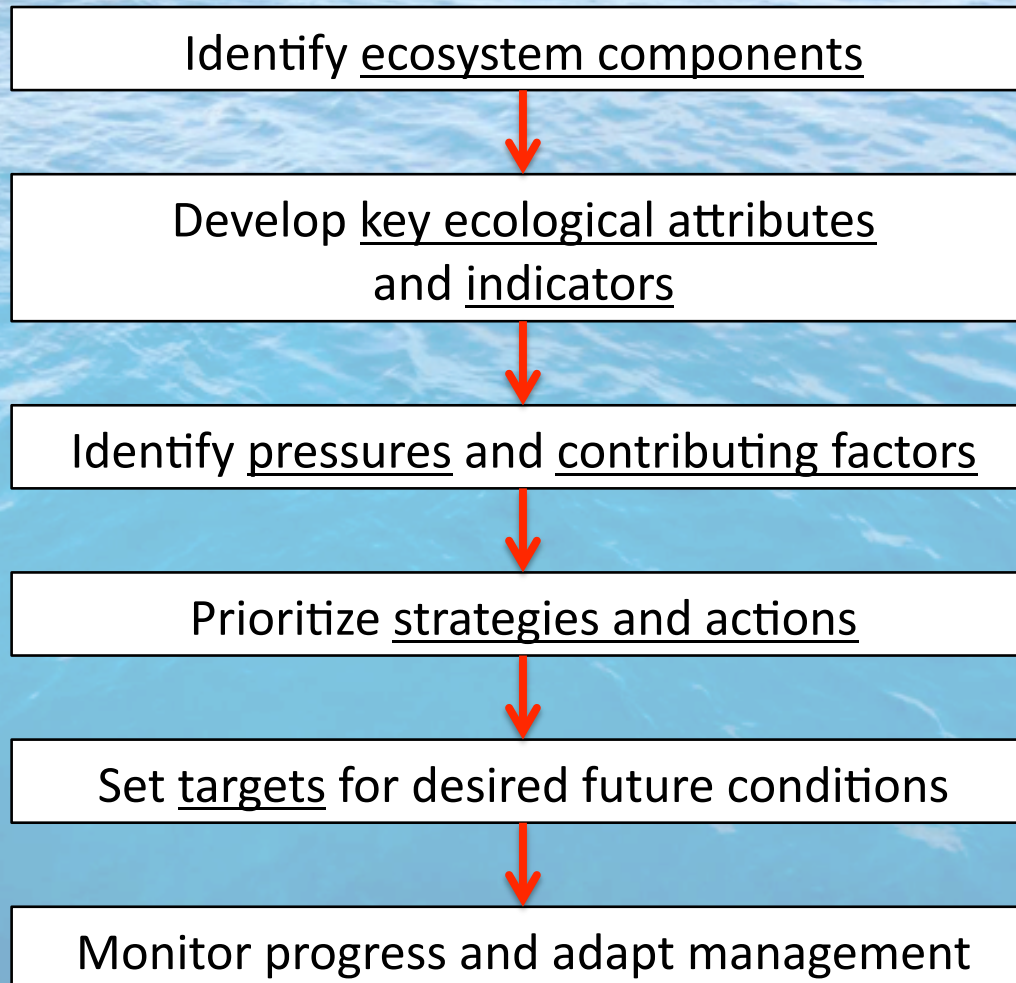 Identify ecosystem components
Develop key ecological attributes
and indicators
Identify pressures and contributing factors
Prioritize strategies and actions
Set targets for desired future conditions
Monitor progress and adapt management